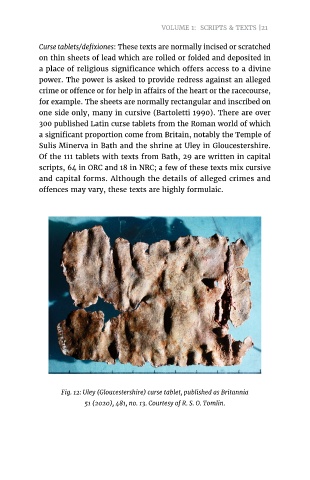 VOLUME 1: SCRIPTS & TEXTS |21
Curse tablets/defixiones: These texts are normally incised or scratched
on thin sheets of lead which are rolled or folded and deposited in
a place of religious significance which offers access to a divine
power. The power is asked to provide redress against an alleged
crime or offence or for help in affairs of the heart or the racecourse,
for example. The sheets are normally rectangular and inscribed on
one side only, many in cursive (Bartoletti 1990). There are over
300 published Latin curse tablets from the Roman world of which
a significant proportion come from Britain, notably the Temple of
Sulis Minerva in Bath and the shrine at Uley in Gloucestershire.
Of the 111 tablets with texts from Bath, 29 are written in capital
scripts, 64 in ORC and 18 in NRC; a few of these texts mix cursive
and capital forms. Although the details of alleged crimes and
offences may vary, these texts are highly formulaic.
Fig. 12: Uley (Gloucestershire) curse tablet, published as Britannia
51 (2020), 481, no. 13. Courtesy of R. S. O. Tomlin.